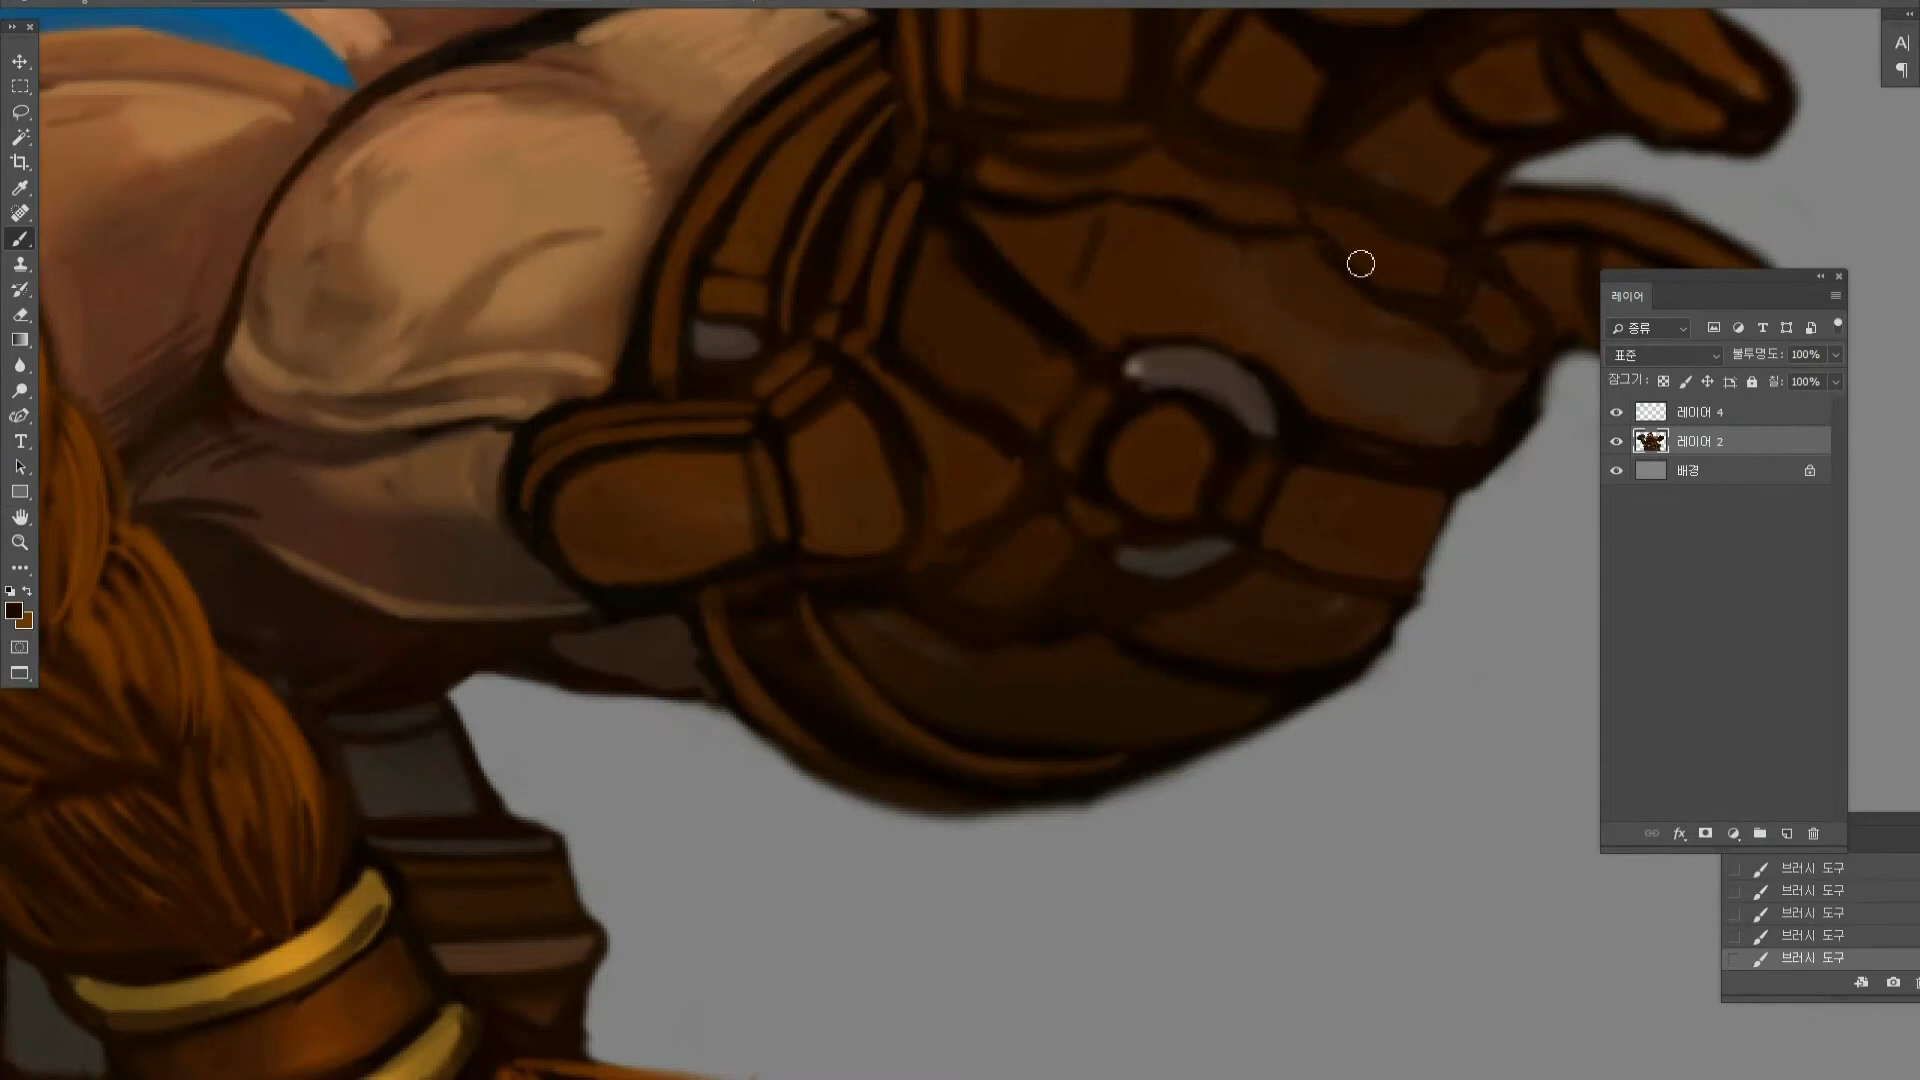 레이어
종류
표준 불투명도: 100%
잠그기: 칠: 100%
레이어 4
레이어 2
배경
fx
브러시 도구
브러시 도구
브러시 도구
브러시 도구
브러시 도구